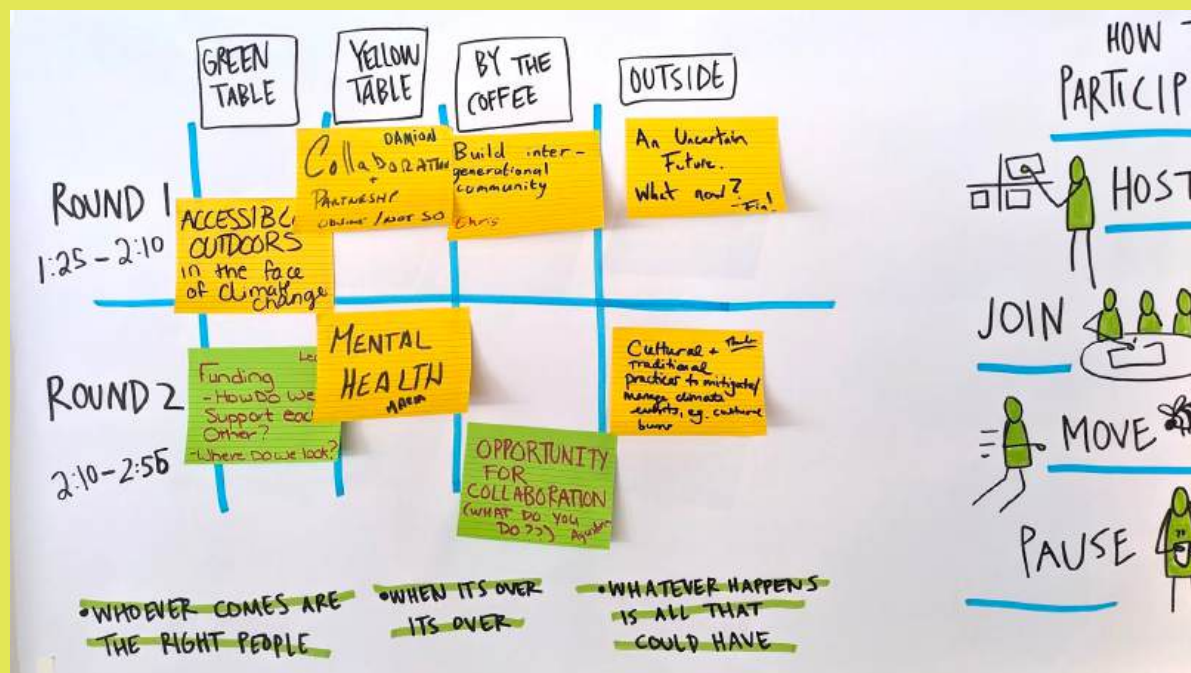 GREEN
TABLE
YELLOW
TABLE
BY THE
COFFEE
OUTSIDE
ROUND 1
1:25 - 2:10
ACCESSIBLE
OUTDOORS
in the face
of climate
change
DAMION
COLLABORATION
+
PARTNERSHIP
/ NOT SO
Build inter-
generational
community
Chris
An Uncertain
Future.
What now?
ROUND 2
2:10 - 2:55
Funding
- How Do We
Support
Other?
- Where Do we look?
MENTAL
HEALTH
OPPORTUNITY
FOR
COLLABORATION
(WHAT DO YOU
DO???)
Cultural +
Traditional
practices to mitigate/
manage climate
events, eg. culture
burns
• WHOEVER COMES ARE
THE RIGHT PEOPLE
• WHEN ITS OVER
ITS OVER
• WHATEVER HAPPENS
IS ALL THAT
COULD HAVE
HOW T
PARTICIP
HOST
JOIN
MOVE
PAUSE